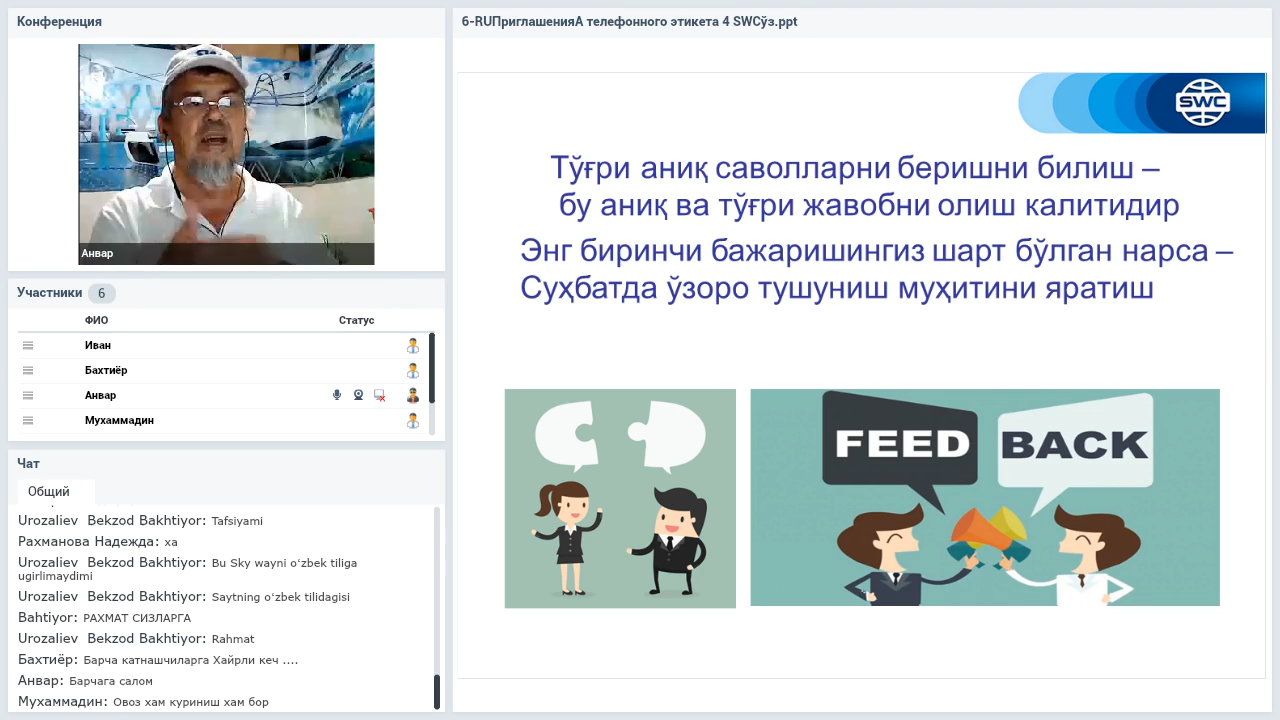 Конференция
Анвар
Участники 6
ФИО Статус
Иван
Бахтиёр
Анвар
Мухаммадин
Чат
Общий
Urozaliev Bekzod Bakhtiyor: Tafsiyami
Рахманова Надежда: ха
Urozaliev Bekzod Bakhtiyor: Bu Sky wayni oʻzbek tiliga
ugirlimaydimi
Urozaliev Bekzod Bakhtiyor: Saytning oʻzbek tilidagisi
Bahtiyor: РАХМАТ СИЗЛАРГА
Urozaliev Bekzod Bakhtiyor: Rahmat
Бахтиёр: Барча катнашчиларга Хайрли кеч ....
Анвар: Барчага салом
Мухаммадин: Овоз хам куриниш хам бор
6-RUПриглашенияА телефонного этикета 4 SWCўз.ppt
SWC
Тўғри аниқ саволларни беришни билиш –
бу аниқ ва тўғри жавобни олиш калитидир
Энг биринчи бажаришингиз шарт бўлган нарса –
Суҳбатда ўзоро тушуниш муҳитини яратиш
FEED BACK